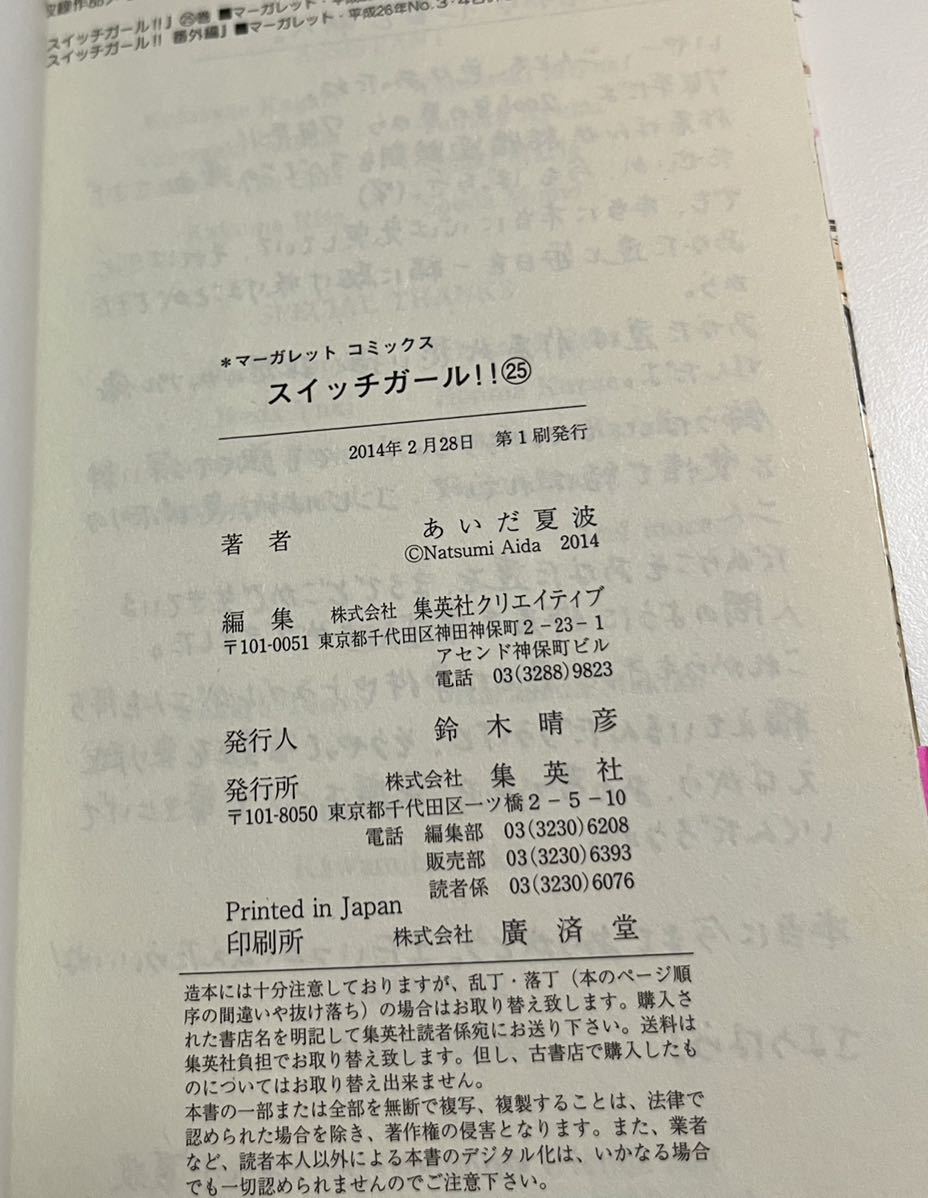 スイッチガール!!』㉕巻 ■マーガレット・平成
スイッチガール!! 番外編』■マーガレット・平成26年No.3・4合
＊マーガレット コミックス
スイッチガール!!㉕
2014年2月28日 第1刷発行
著者 あいだ夏波
©Natsumi Aida 2014
編集 株式会社 集英社クリエイティブ
〒101-0051 東京都千代田区神田神保町2－23－1
アセンド神保町ビル
電話 03(3288)9823
発行人 鈴木晴彦
発行所 株式会社 集英社
〒101-8050 東京都千代田区一ツ橋2－5－10
電話 編集部 03(3230)6208
販売部 03(3230)6393
読者係 03(3230)6076
Printed in Japan
印刷所 株式会社 廣済堂
造本には十分注意しておりますが、乱丁・落丁（本のページ順
序の間違いや抜け落ち）の場合はお取り替え致します。購入さ
れた書店名を明記して集英社読者係宛にお送り下さい。送料は
集英社負担でお取り替え致します。但し、古書店で購入したも
のについてはお取り替え出来ません。
本書の一部または全部を無断で複写、複製することは、法律で
認められた場合を除き、著作権の侵害となります。また、業者
など、読者本人以外による本書のデジタル化は、いかなる場合
でも一切認められませんのでご注意下さい。